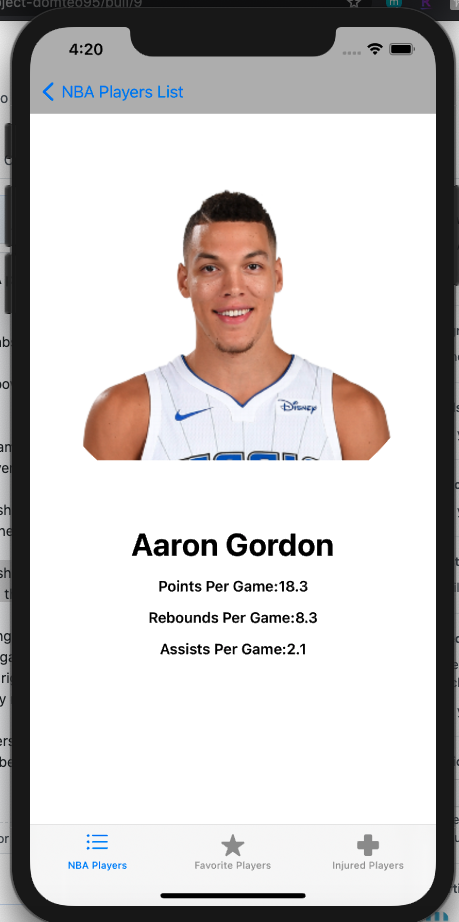 4:20
NBA Players List
Disney
Aaron Gordon
Points Per Game:18.3
Rebounds Per Game:8.3
Assists Per Game:2.1
NBA Players
Favorite Players
Injured Players